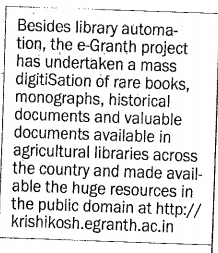 Besides library automa-
tion, the e-Granth project
has undertaken a mass
digitiSation of rare books,
monographs, historical
documents and valuable
documents available in
agricultural libraries across
the country and made avail-
able the huge resources in
the public domain at http://
krishikosh.egranth.ac.in